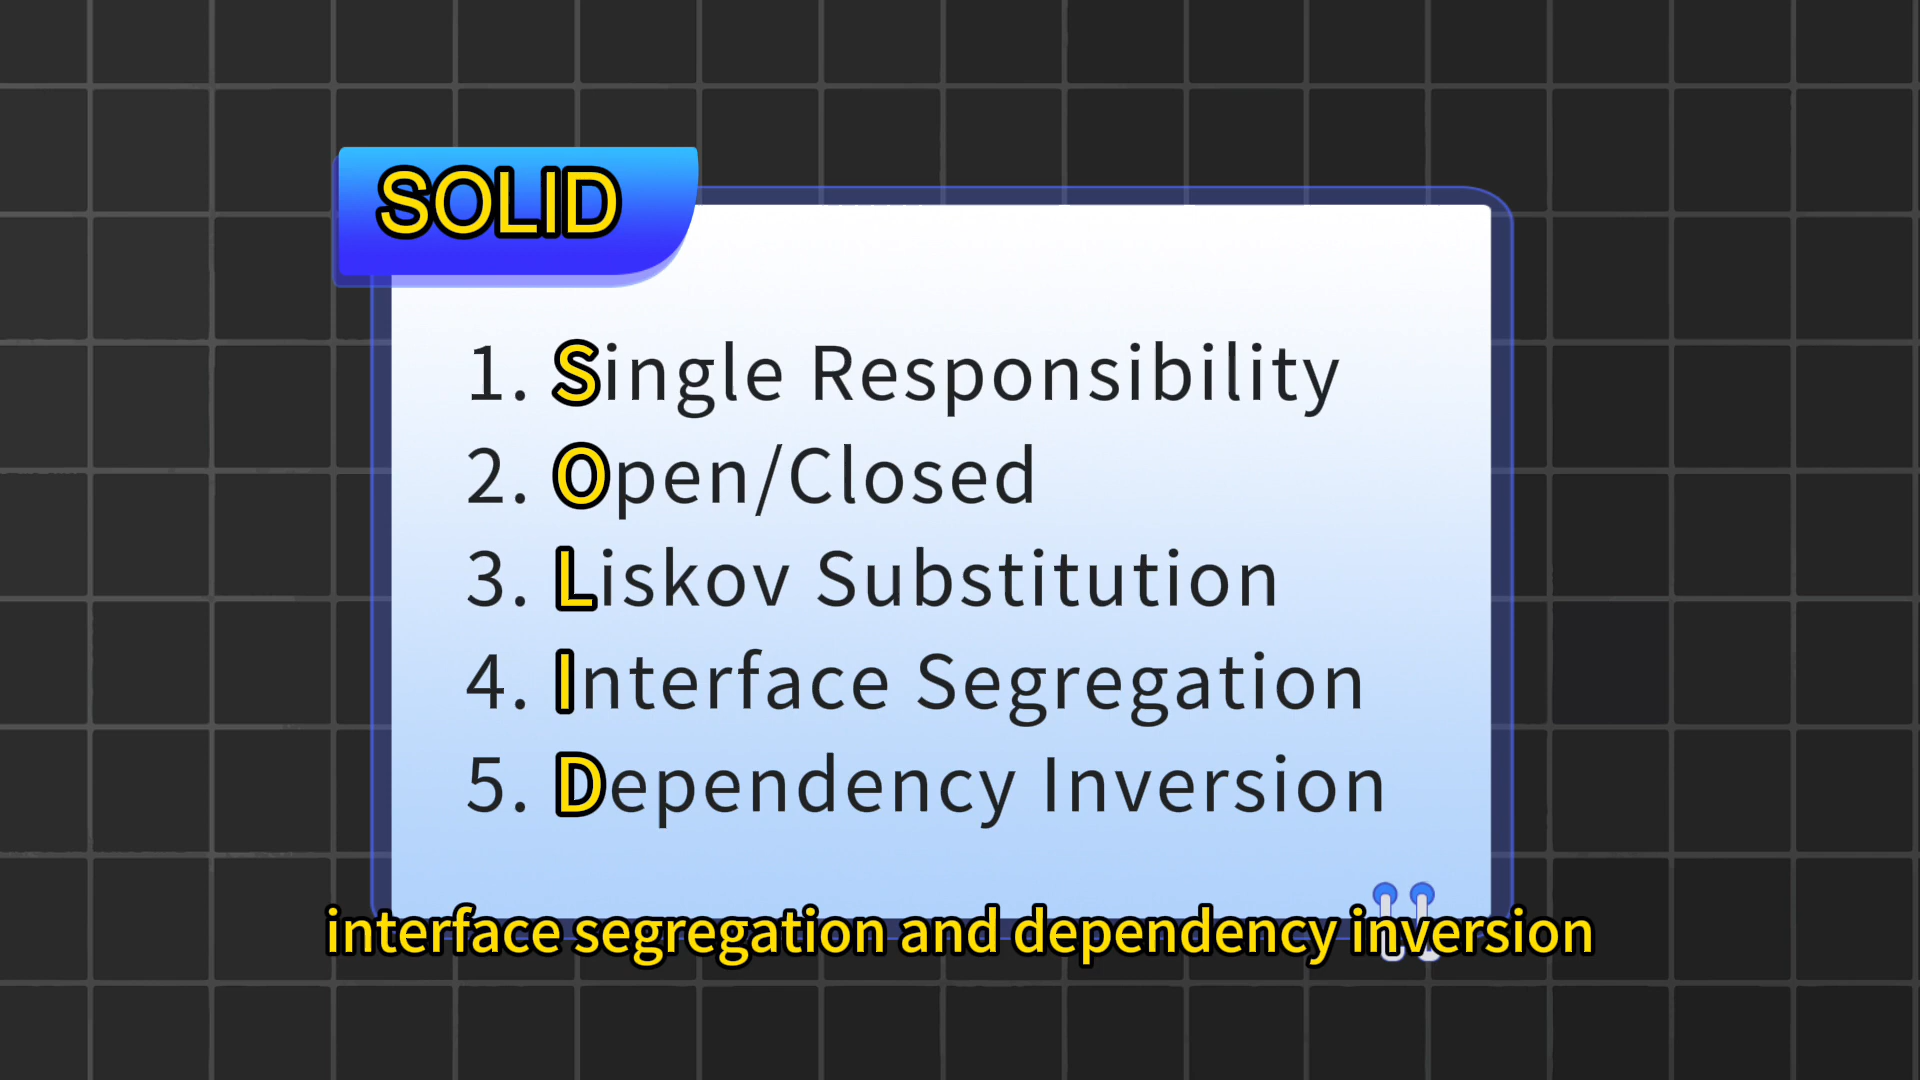 SOLID
1. Single Responsibility
2. Open/Closed
3. Liskov Substitution
4. Interface Segregation
5. Dependency Inversion
interface segregation and dependency inversion